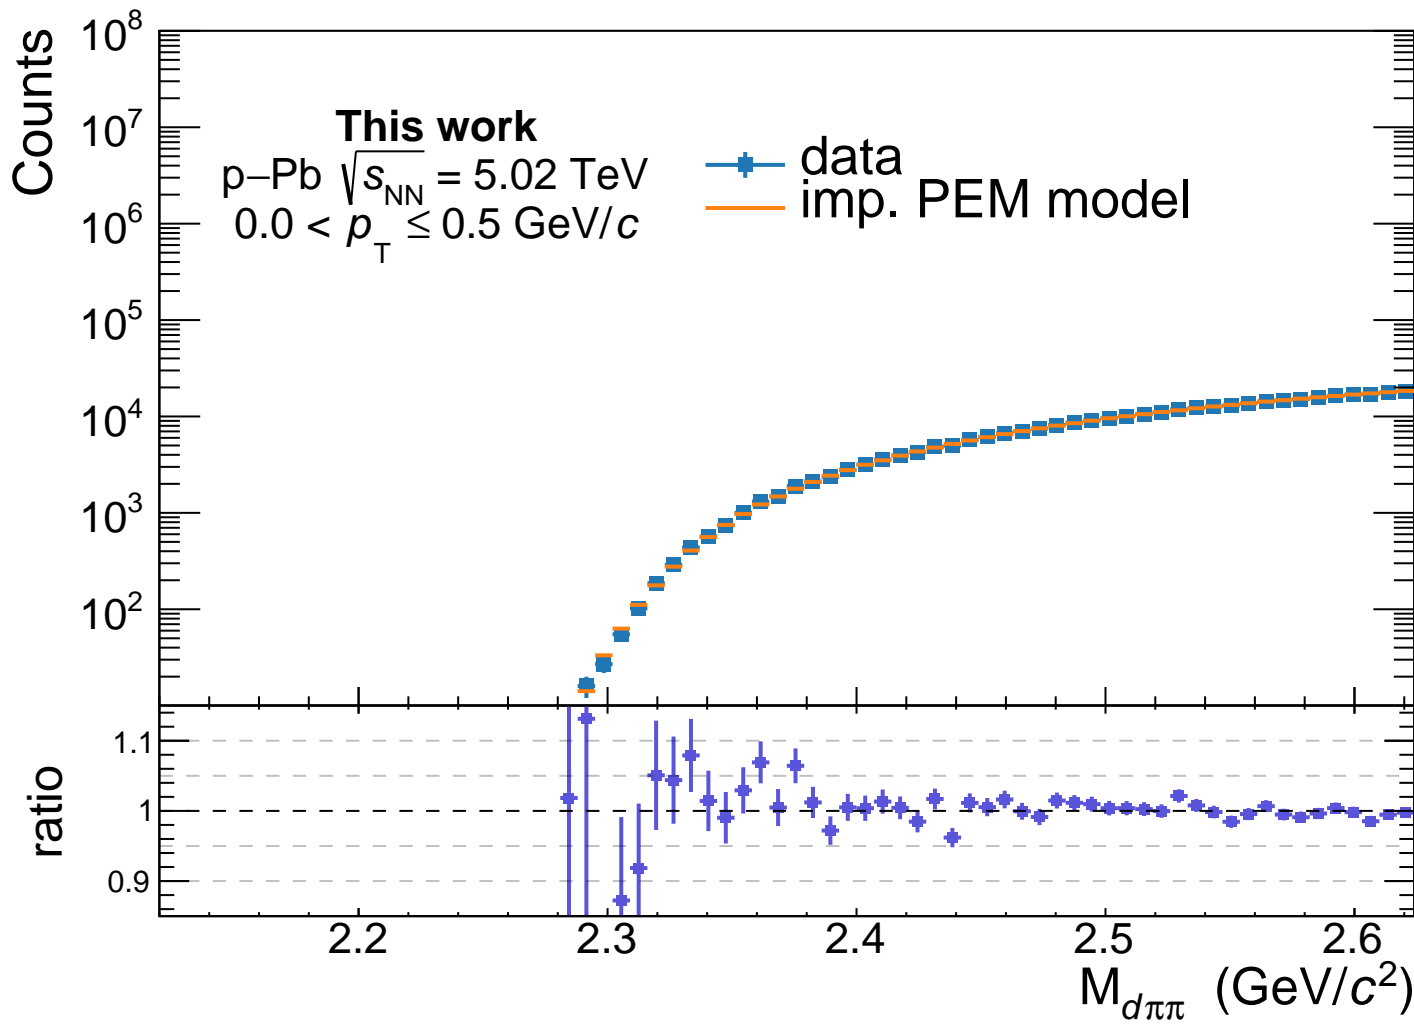 Counts
10^8
10^7
10^6
10^5
10^4
10^3
10^2
This work
p–Pb √s_NN = 5.02 TeV
0.0 < p_T ≤ 0.5 GeV/c
data
imp. PEM model
ratio
1.1
1
0.9
2.2 2.3 2.4 2.5 2.6
M_dππ (GeV/c^2)